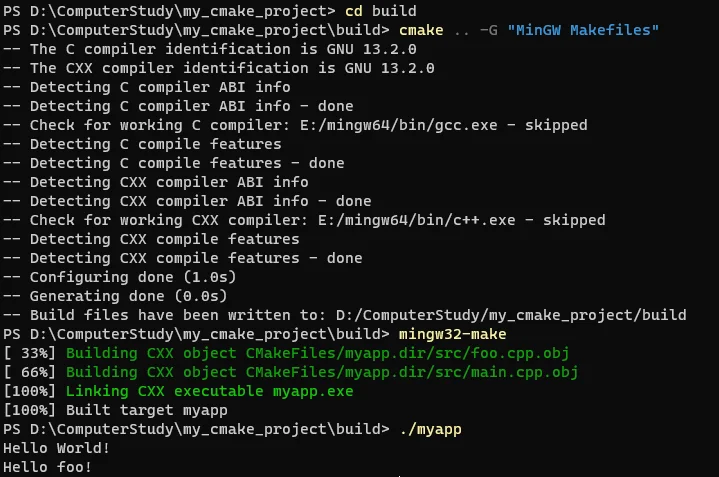 PS D:\ComputerStudy\my_cmake_project> cd build
PS D:\ComputerStudy\my_cmake_project\build> cmake .. -G "MinGW Makefiles"
-- The C compiler identification is GNU 13.2.0
-- The CXX compiler identification is GNU 13.2.0
-- Detecting C compiler ABI info
-- Detecting C compiler ABI info - done
-- Check for working C compiler: E:/mingw64/bin/gcc.exe - skipped
-- Detecting C compile features
-- Detecting C compile features - done
-- Detecting CXX compiler ABI info
-- Detecting CXX compiler ABI info - done
-- Check for working CXX compiler: E:/mingw64/bin/c++.exe - skipped
-- Detecting CXX compile features
-- Detecting CXX compile features - done
-- Configuring done (1.0s)
-- Generating done (0.0s)
-- Build files have been written to: D:/ComputerStudy/my_cmake_project/build
PS D:\ComputerStudy\my_cmake_project\build> mingw32-make
[ 33%] Building CXX object CMakeFiles/myapp.dir/src/foo.cpp.obj
[ 66%] Building CXX object CMakeFiles/myapp.dir/src/main.cpp.obj
[100%] Linking CXX executable myapp.exe
[100%] Built target myapp
PS D:\ComputerStudy\my_cmake_project\build> ./myapp
Hello World!
Hello foo!